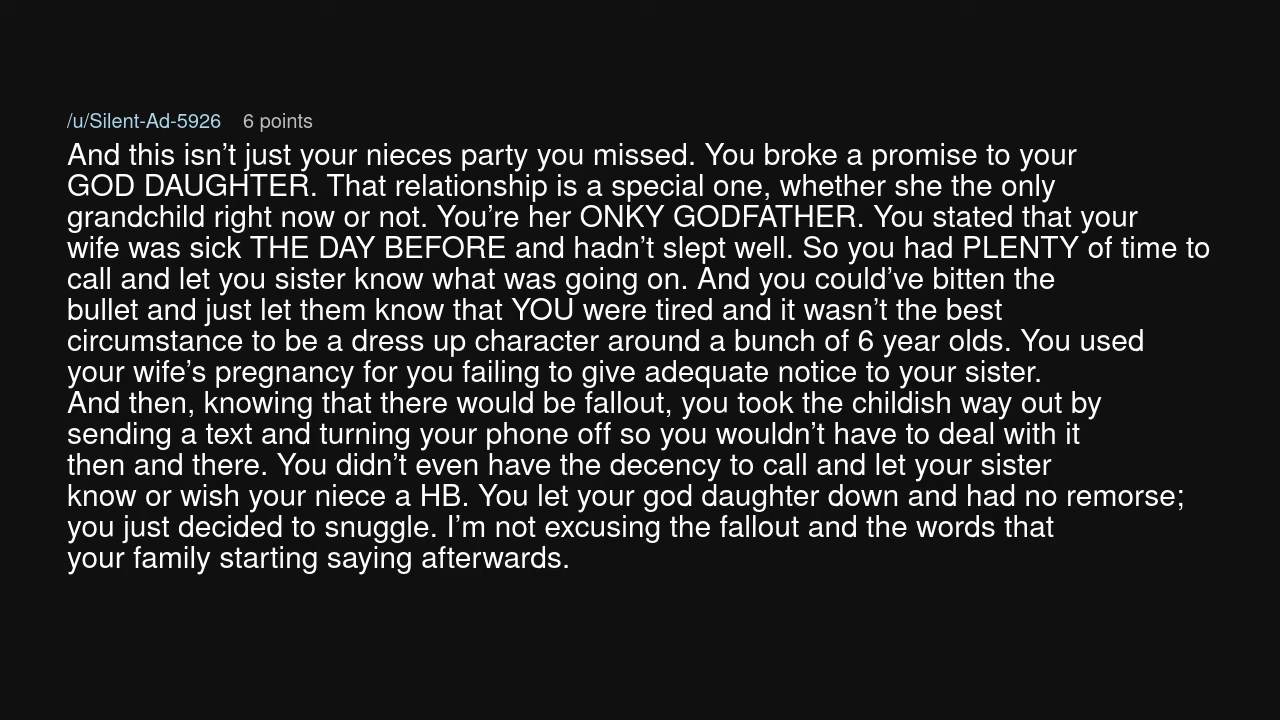 /u/Silent-Ad-5926 6 points
And this isn’t just your nieces party you missed. You broke a promise to your
GOD DAUGHTER. That relationship is a special one, whether she the only
grandchild right now or not. You’re her ONKY GODFATHER. You stated that your
wife was sick THE DAY BEFORE and hadn’t slept well. So you had PLENTY of time to
call and let you sister know what was going on. And you could’ve bitten the
bullet and just let them know that YOU were tired and it wasn’t the best
circumstance to be a dress up character around a bunch of 6 year olds. You used
your wife’s pregnancy for you failing to give adequate notice to your sister.
And then, knowing that there would be fallout, you took the childish way out by
sending a text and turning your phone off so you wouldn’t have to deal with it
then and there. You didn’t even have the decency to call and let your sister
know or wish your niece a HB. You let your god daughter down and had no remorse;
you just decided to snuggle. I’m not excusing the fallout and the words that
your family starting saying afterwards.